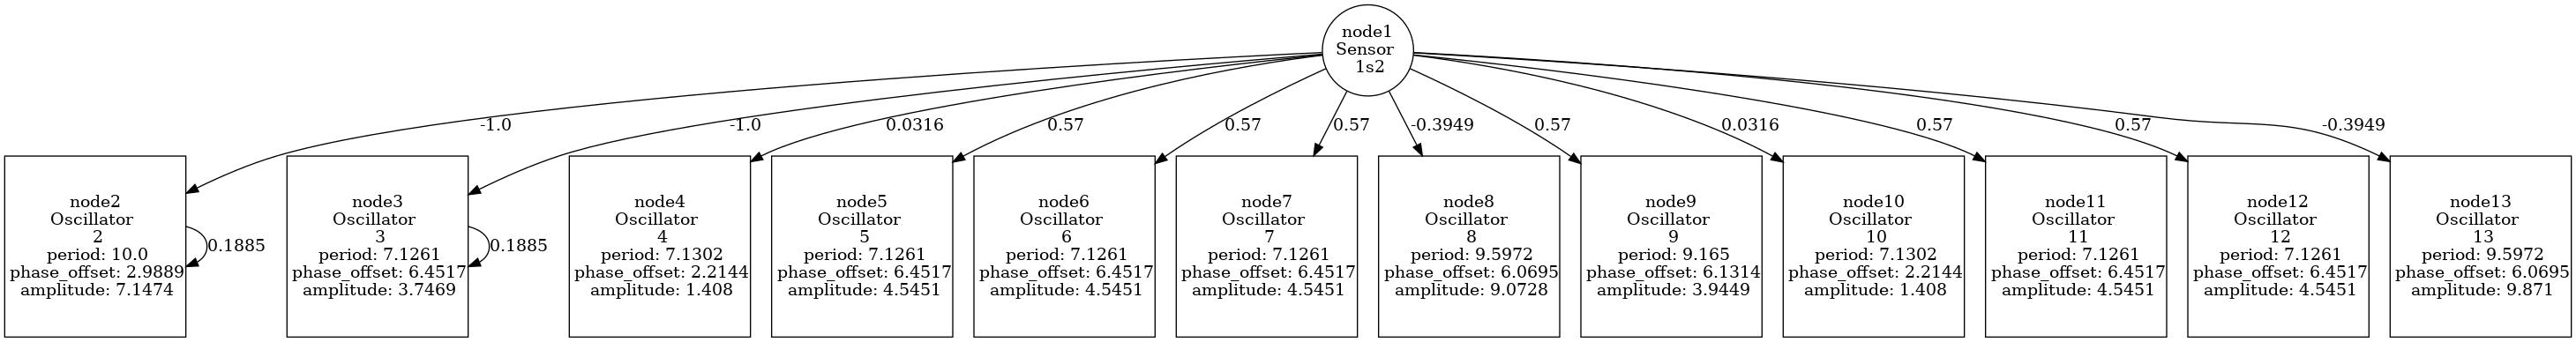 node1
Sensor
1s2
-1.0
-1.0
0.0316
0.57
0.57
0.57
-0.3949
0.57
0.0316
0.57
0.57
-0.3949
node2
Oscillator
2
period: 10.0
phase_offset: 2.9889
amplitude: 7.1474
0.1885
node3
Oscillator
3
period: 7.1261
phase_offset: 6.4517
amplitude: 3.7469
0.1885
node4
Oscillator
4
period: 7.1302
phase_offset: 2.2144
amplitude: 1.408
node5
Oscillator
5
period: 7.1261
phase_offset: 6.4517
amplitude: 4.5451
node6
Oscillator
6
period: 7.1261
phase_offset: 6.4517
amplitude: 4.5451
node7
Oscillator
7
period: 7.1261
phase_offset: 6.4517
amplitude: 4.5451
node8
Oscillator
8
period: 9.5972
phase_offset: 6.0695
amplitude: 9.0728
node9
Oscillator
9
period: 9.165
phase_offset: 6.1314
amplitude: 3.9449
node10
Oscillator
10
period: 7.1302
phase_offset: 2.2144
amplitude: 1.408
node11
Oscillator
11
period: 7.1261
phase_offset: 6.4517
amplitude: 4.5451
node12
Oscillator
12
period: 7.1261
phase_offset: 6.4517
amplitude: 4.5451
node13
Oscillator
13
period: 9.5972
phase_offset: 6.0695
amplitude: 9.871